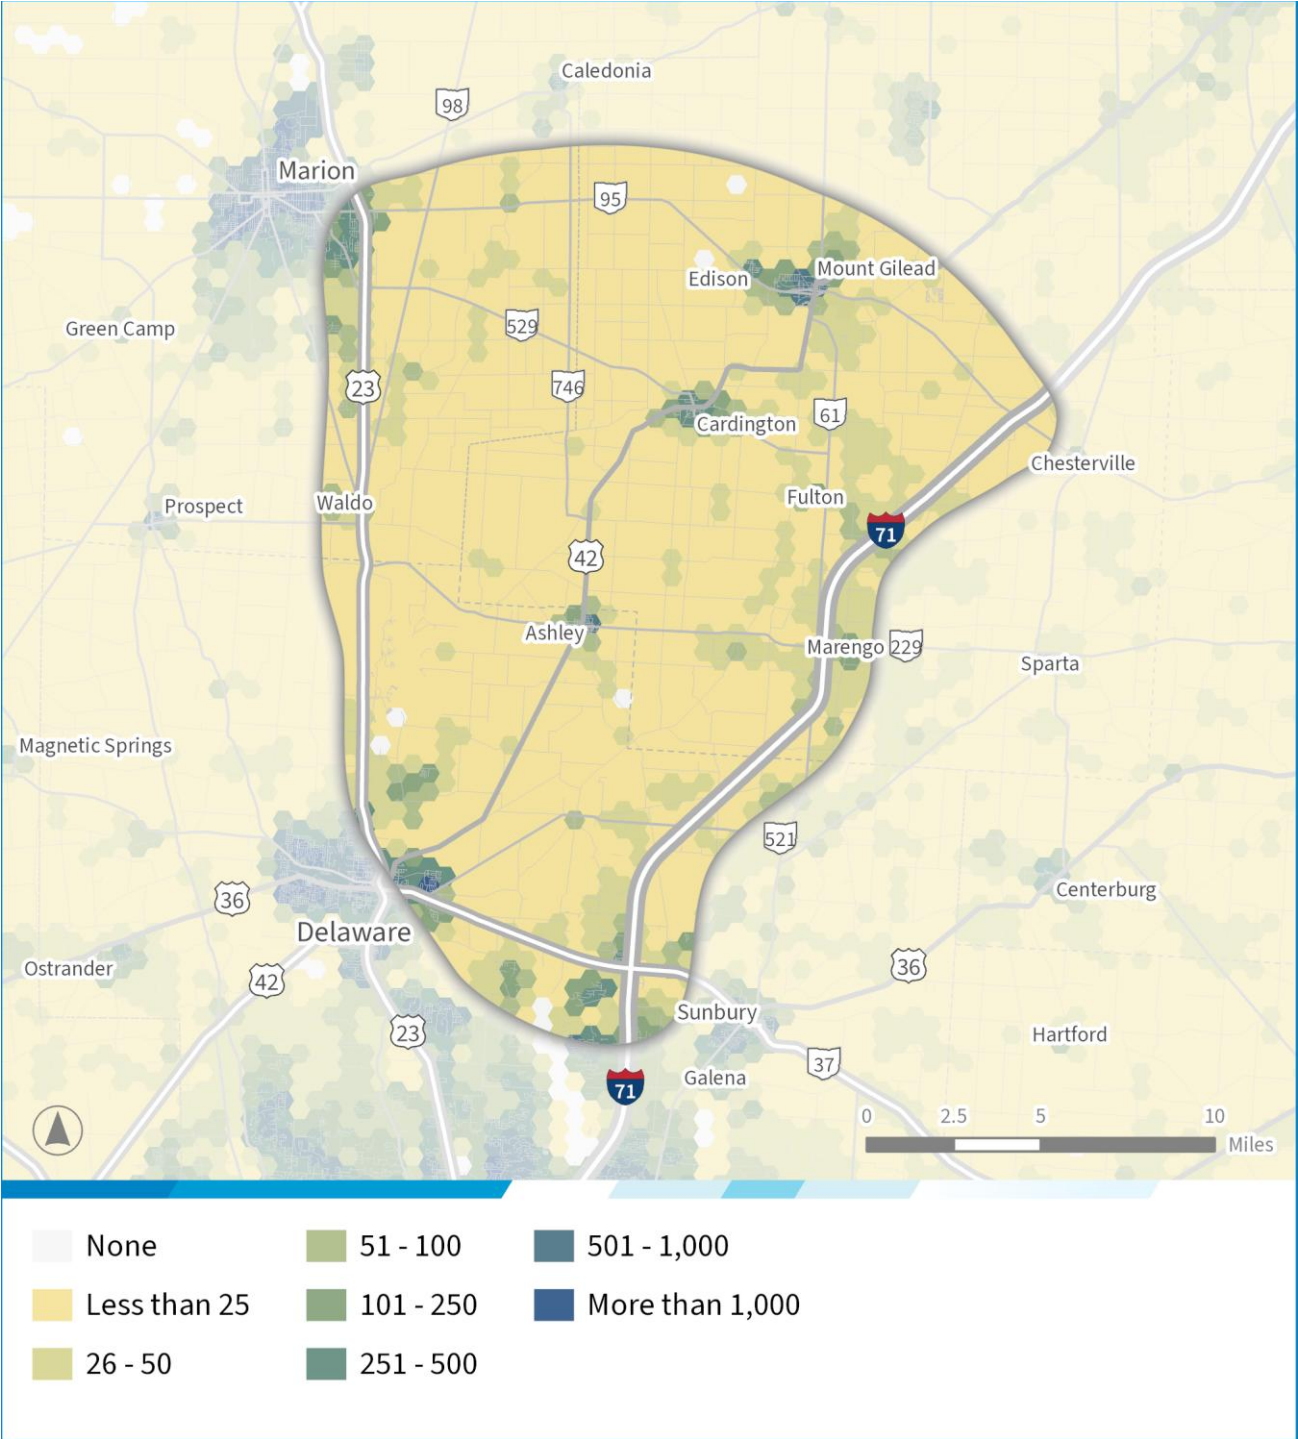 Caledonia
98
Marion
95
Edison
Mount Gilead
Green Camp
529
23
746
61
Cardington
Chesterville
Prospect
Waldo
Fulton
71
42
Ashley
Marengo
229
Sparta
Magnetic Springs
521
36
Centerburg
Delaware
Ostrander
42
36
23
Sunbury
Hartford
37
Galena
71
0 2.5 5 10
Miles
None
Less than 25
26 - 50
51 - 100
101 - 250
251 - 500
501 - 1,000
More than 1,000